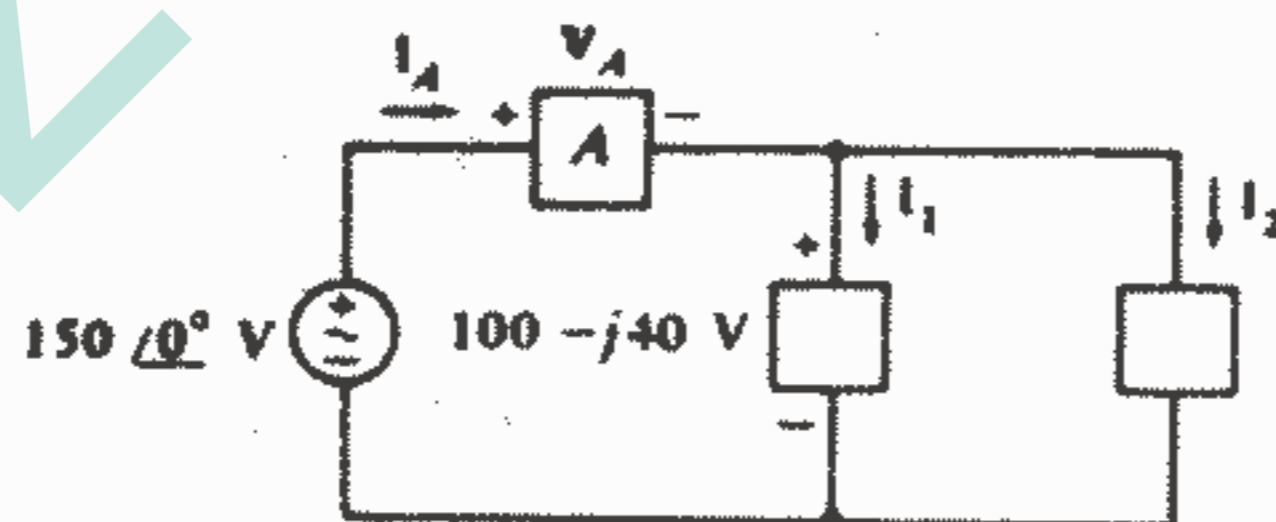 I_A
V_A
+ A −
I_1
I_2
+
150 ∠0° V
+
~
−
100 −j40 V
−